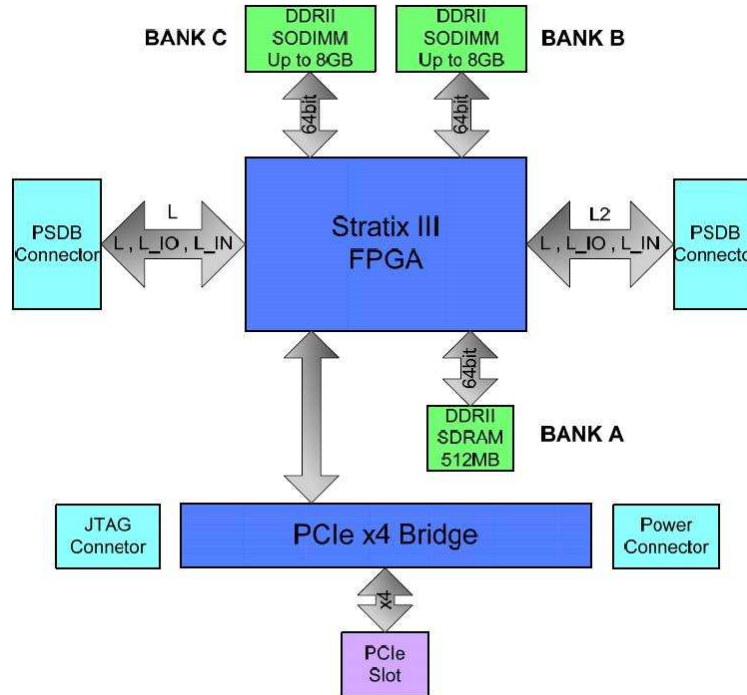 BANK C
DDRII
SODIMM
Up to 8GB
DDRII
SODIMM
Up to 8GB
BANK B
64bit
64bit
PSDB
Connector
L
L , L_IO , L_IN
Stratix III
FPGA
L2
L , L_IO , L_IN
PSDB
Connecto
64bit
DDRII
SDRAM
512MB
BANK A
JTAG
Connetor
PCIe x4 Bridge
Power
Connector
x4
PCIe
Slot